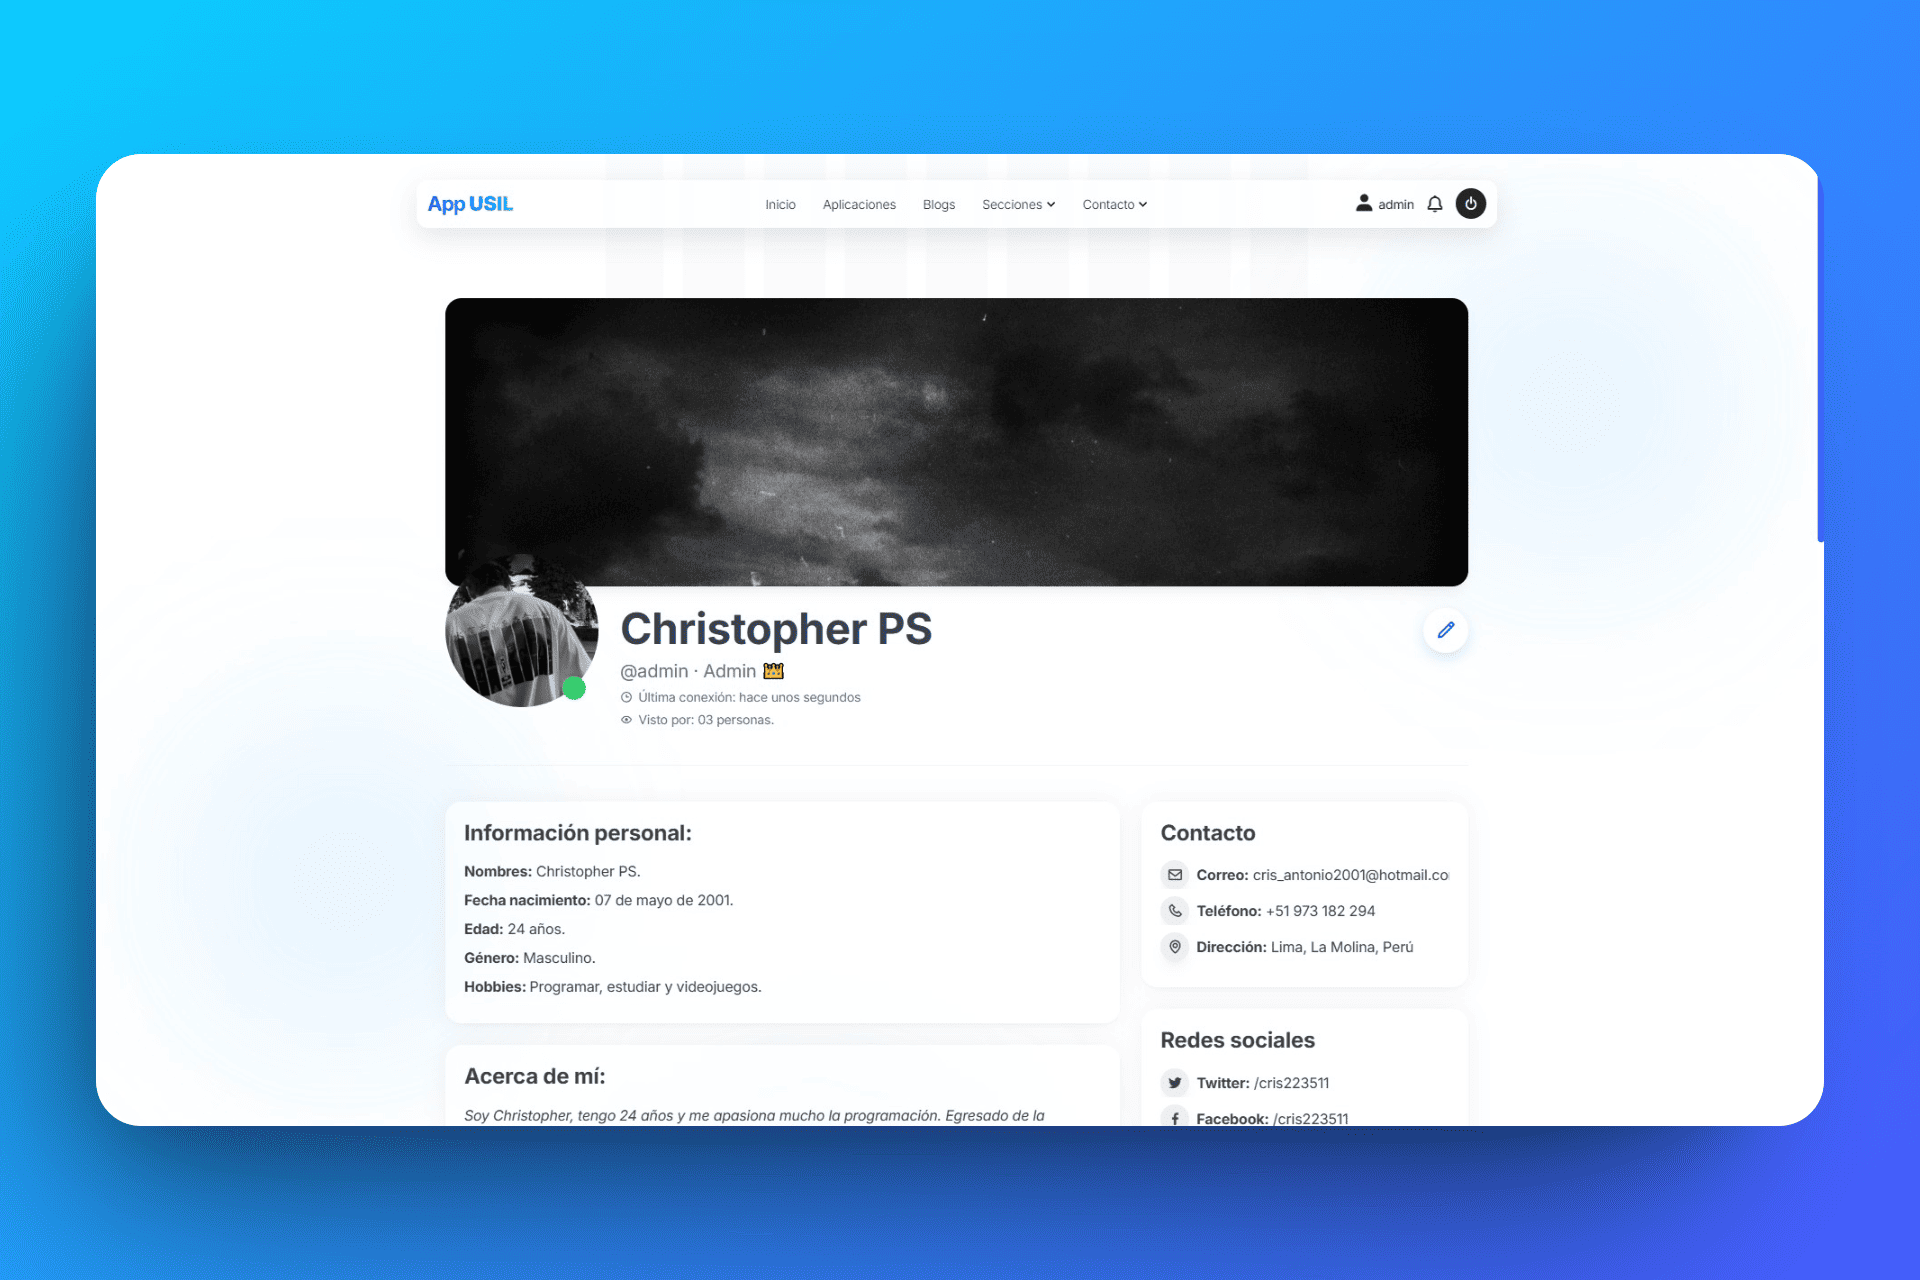 App USIL
Inicio
Aplicaciones
Blogs
Secciones
Contacto
admin
Christopher PS
@admin · Admin
Última conexión: hace unos segundos
Visto por: 03 personas.
Información personal:
Nombres: Christopher PS.
Fecha nacimiento: 07 de mayo de 2001.
Edad: 24 años.
Género: Masculino.
Hobbies: Programar, estudiar y videojuegos.
Acerca de mí:
Soy Christopher, tengo 24 años y me apasiona mucho la programación. Egresado de la
Contacto
Correo: cris_antonio2001@hotmail.co
Teléfono: +51 973 182 294
Dirección: Lima, La Molina, Perú
Redes sociales
Twitter: /cris223511
Facebook: /cris223511